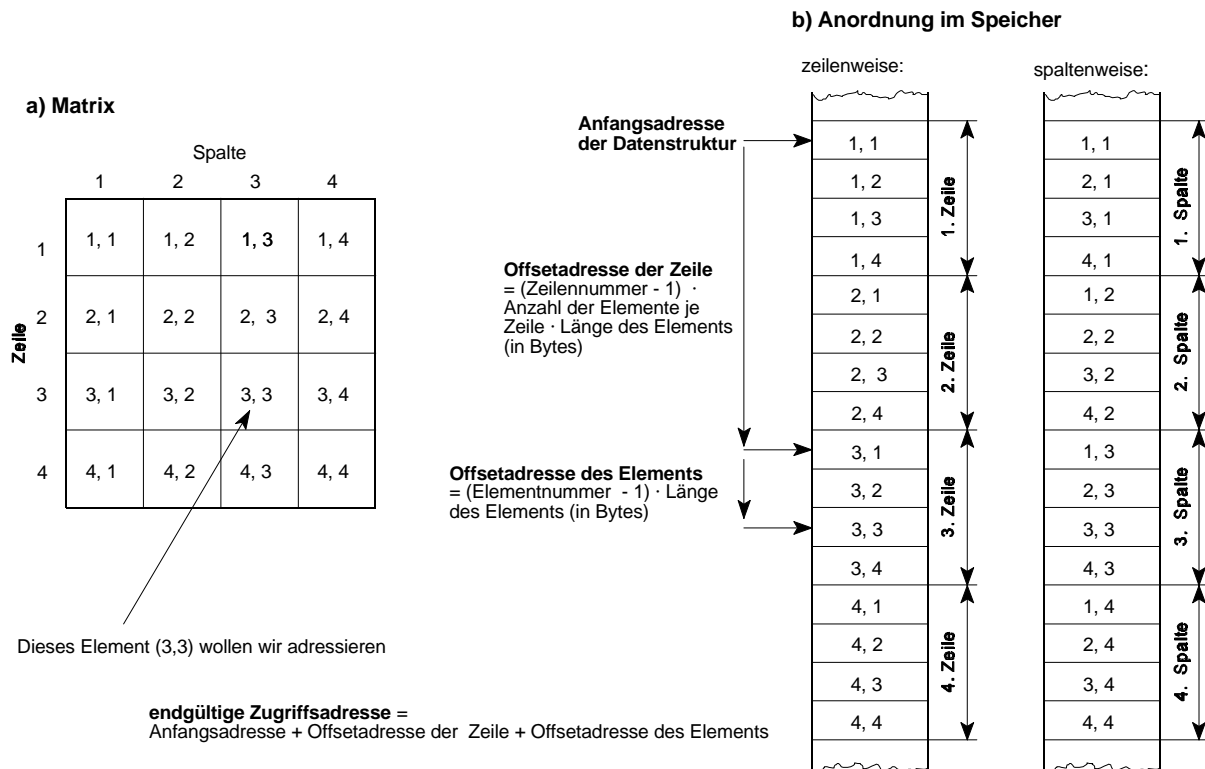 b) Anordnung im Speicher
zeilenweise:
spaltenweise:
a) Matrix
Spalte
1 2 3 4
Zeile
1 1, 1 1, 2 1, 3 1, 4
2 2, 1 2, 2 2, 3 2, 4
3 3, 1 3, 2 3, 3 3, 4
4 4, 1 4, 2 4, 3 4, 4
Dieses Element (3,3) wollen wir adressieren
Anfangsadresse
der Datenstruktur
Offsetadresse der Zeile
= (Zeilennummer - 1) ·
Anzahl der Elemente je
Zeile · Länge des Elements
(in Bytes)
Offsetadresse des Elements
= (Elementnummer - 1) · Länge
des Elements (in Bytes)
1, 1
1, 2
1, 3
1, 4
1. Zeile
2, 1
2, 2
2, 3
2, 4
2. Zeile
3, 1
3, 2
3, 3
3, 4
3. Zeile
4, 1
4, 2
4, 3
4, 4
4. Zeile
1, 1
2, 1
3, 1
4, 1
1. Spalte
1, 2
2, 2
3, 2
4, 2
2. Spalte
1, 3
2, 3
3, 3
4, 3
3. Spalte
1, 4
2, 4
3, 4
4, 4
4. Spalte
endgültige Zugriffsadresse =
Anfangsadresse + Offsetadresse der Zeile + Offsetadresse des Elements